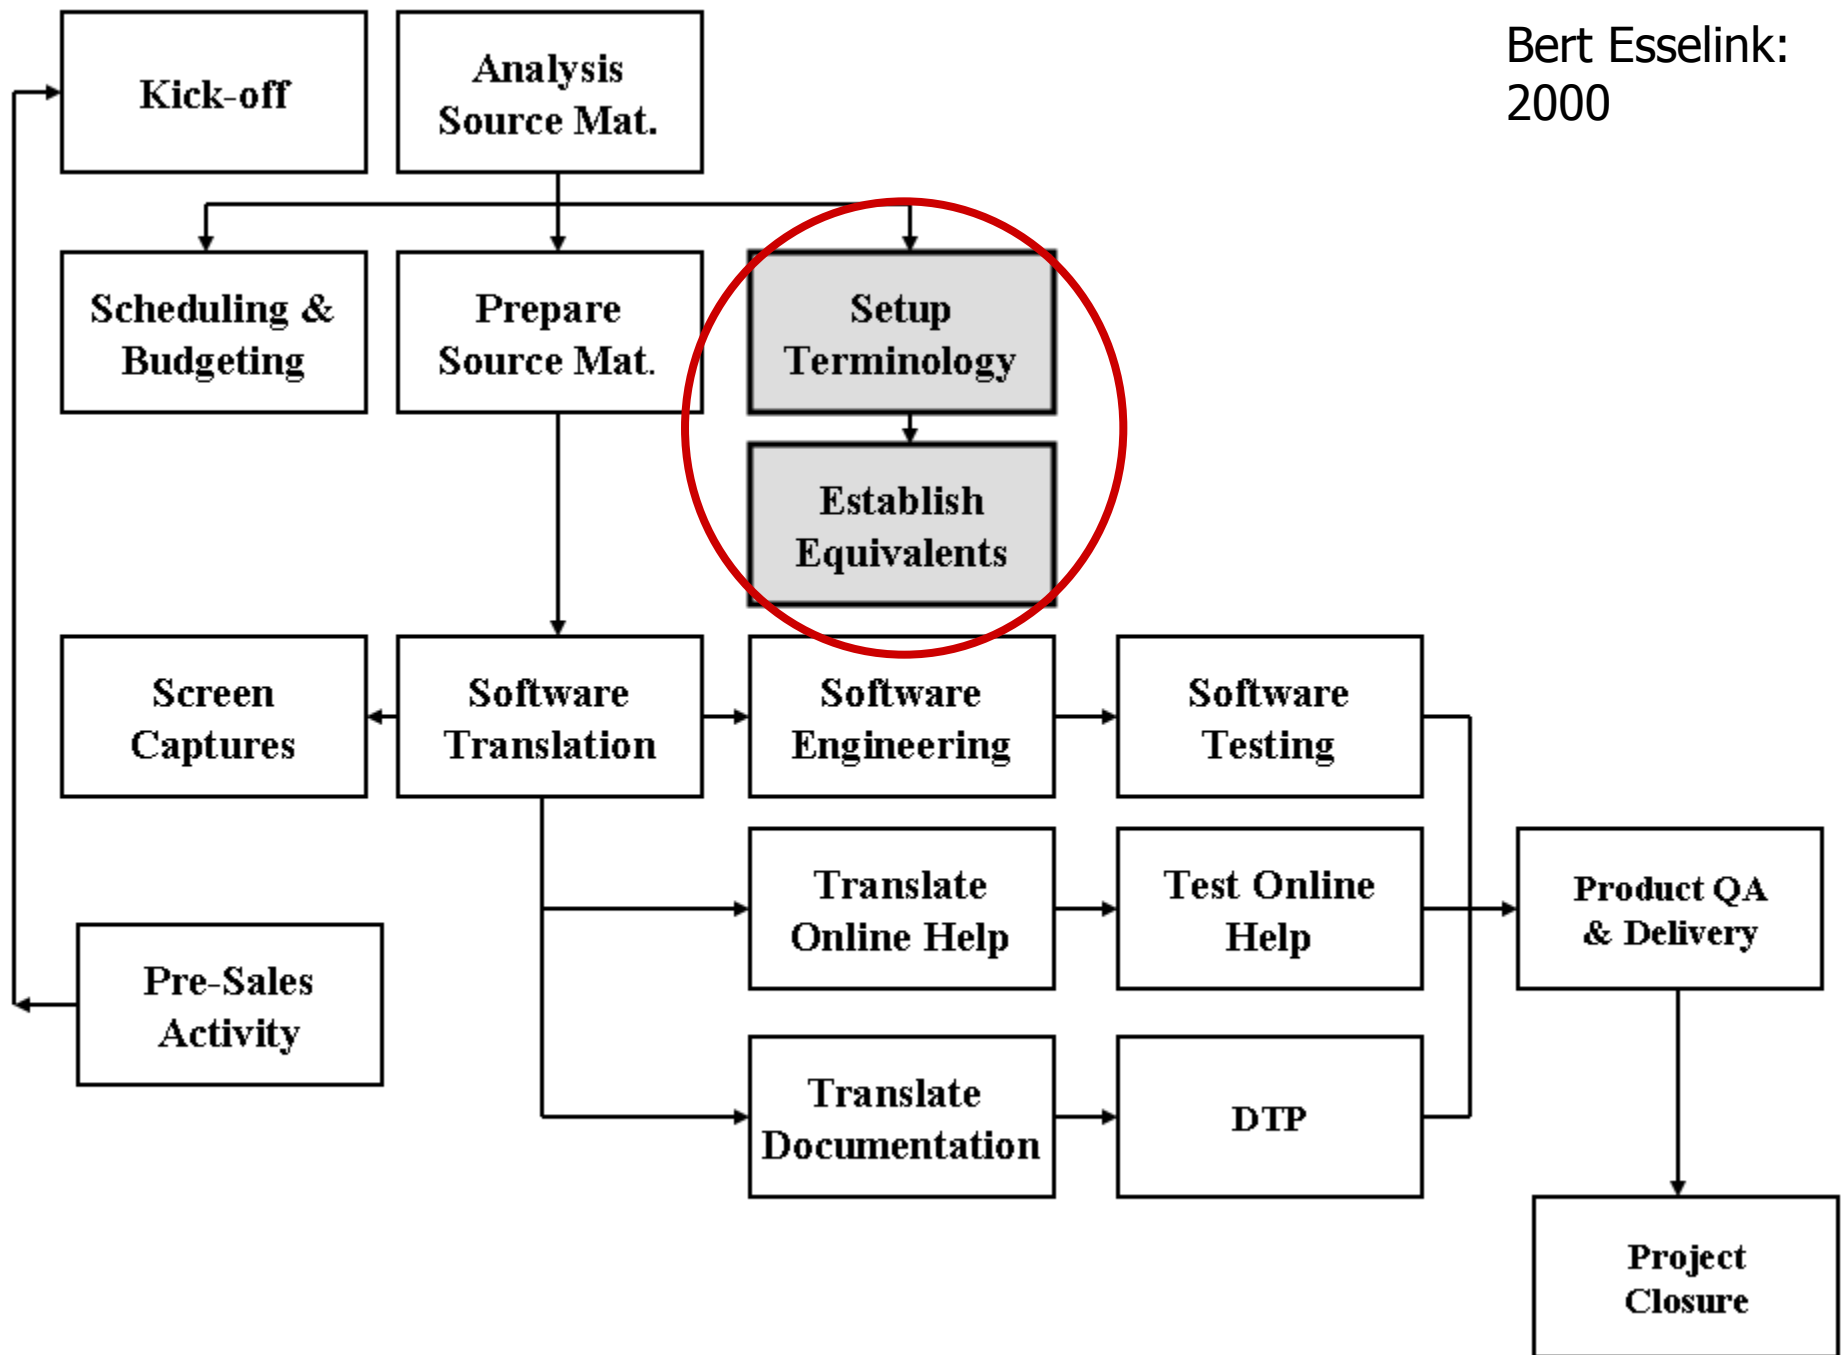 Bert Esselink:
2000
Kick-off
Analysis
Source Mat.
Scheduling &
Budgeting
Prepare
Source Mat.
Setup
Terminology
Establish
Equivalents
Screen
Captures
Software
Translation
Software
Engineering
Software
Testing
Translate
Online Help
Test Online
Help
Product QA
& Delivery
Pre-Sales
Activity
Translate
Documentation
DTP
Project
Closure